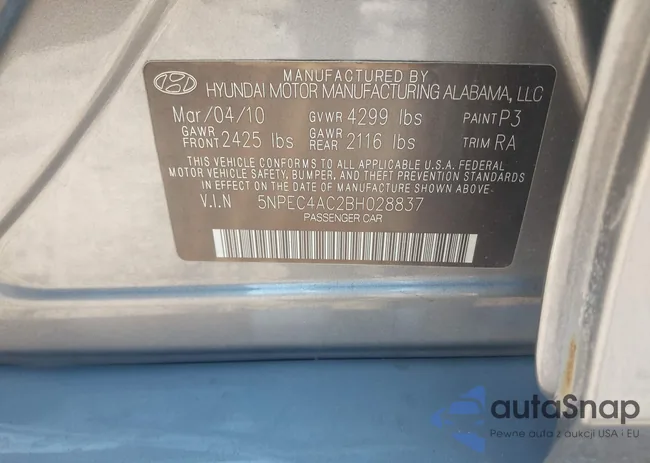 MANUFACTURED BY
HYUNDAI MOTOR MANUFACTURING ALABAMA, LLC
Mar/04/10 GVWR 4299 lbs PAINT P3
GAWR FRONT 2425 lbs GAWR REAR 2116 lbs TRIM RA
THIS VEHICLE CONFORMS TO ALL APPLICABLE U.S.A. FEDERAL
MOTOR VEHICLE SAFETY, BUMPER, AND THEFT PREVENTION STANDARDS
IN EFFECT ON THE DATE OF MANUFACTURE SHOWN ABOVE.
V.I.N 5NPEC4AC2BH028837
PASSENGER CAR
autaSnap
Pewne auta z aukcji USA i EU